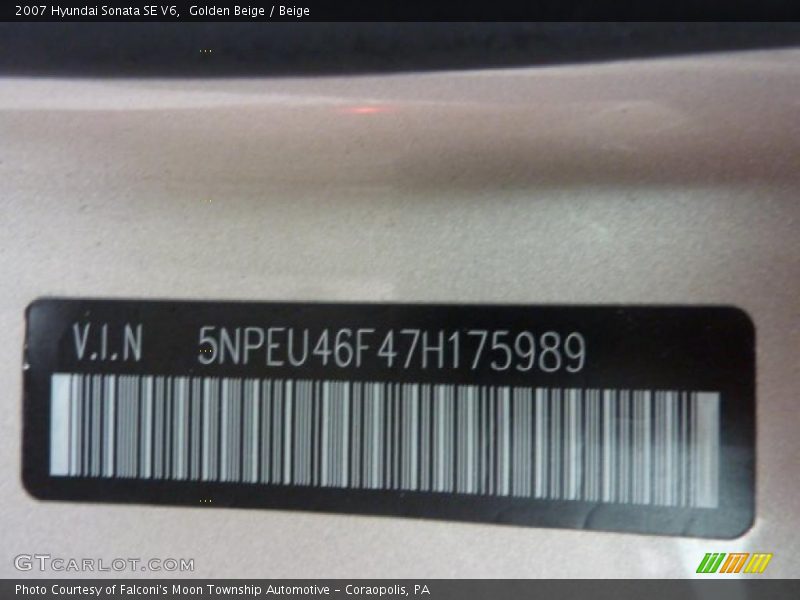 2007 Hyundai Sonata SE V6, Golden Beige / Beige
V.I.N 5NPEU46F47H175989
GTCARLOT.COM
Photo Courtesy of Falconi's Moon Township Automotive - Coraopolis, PA